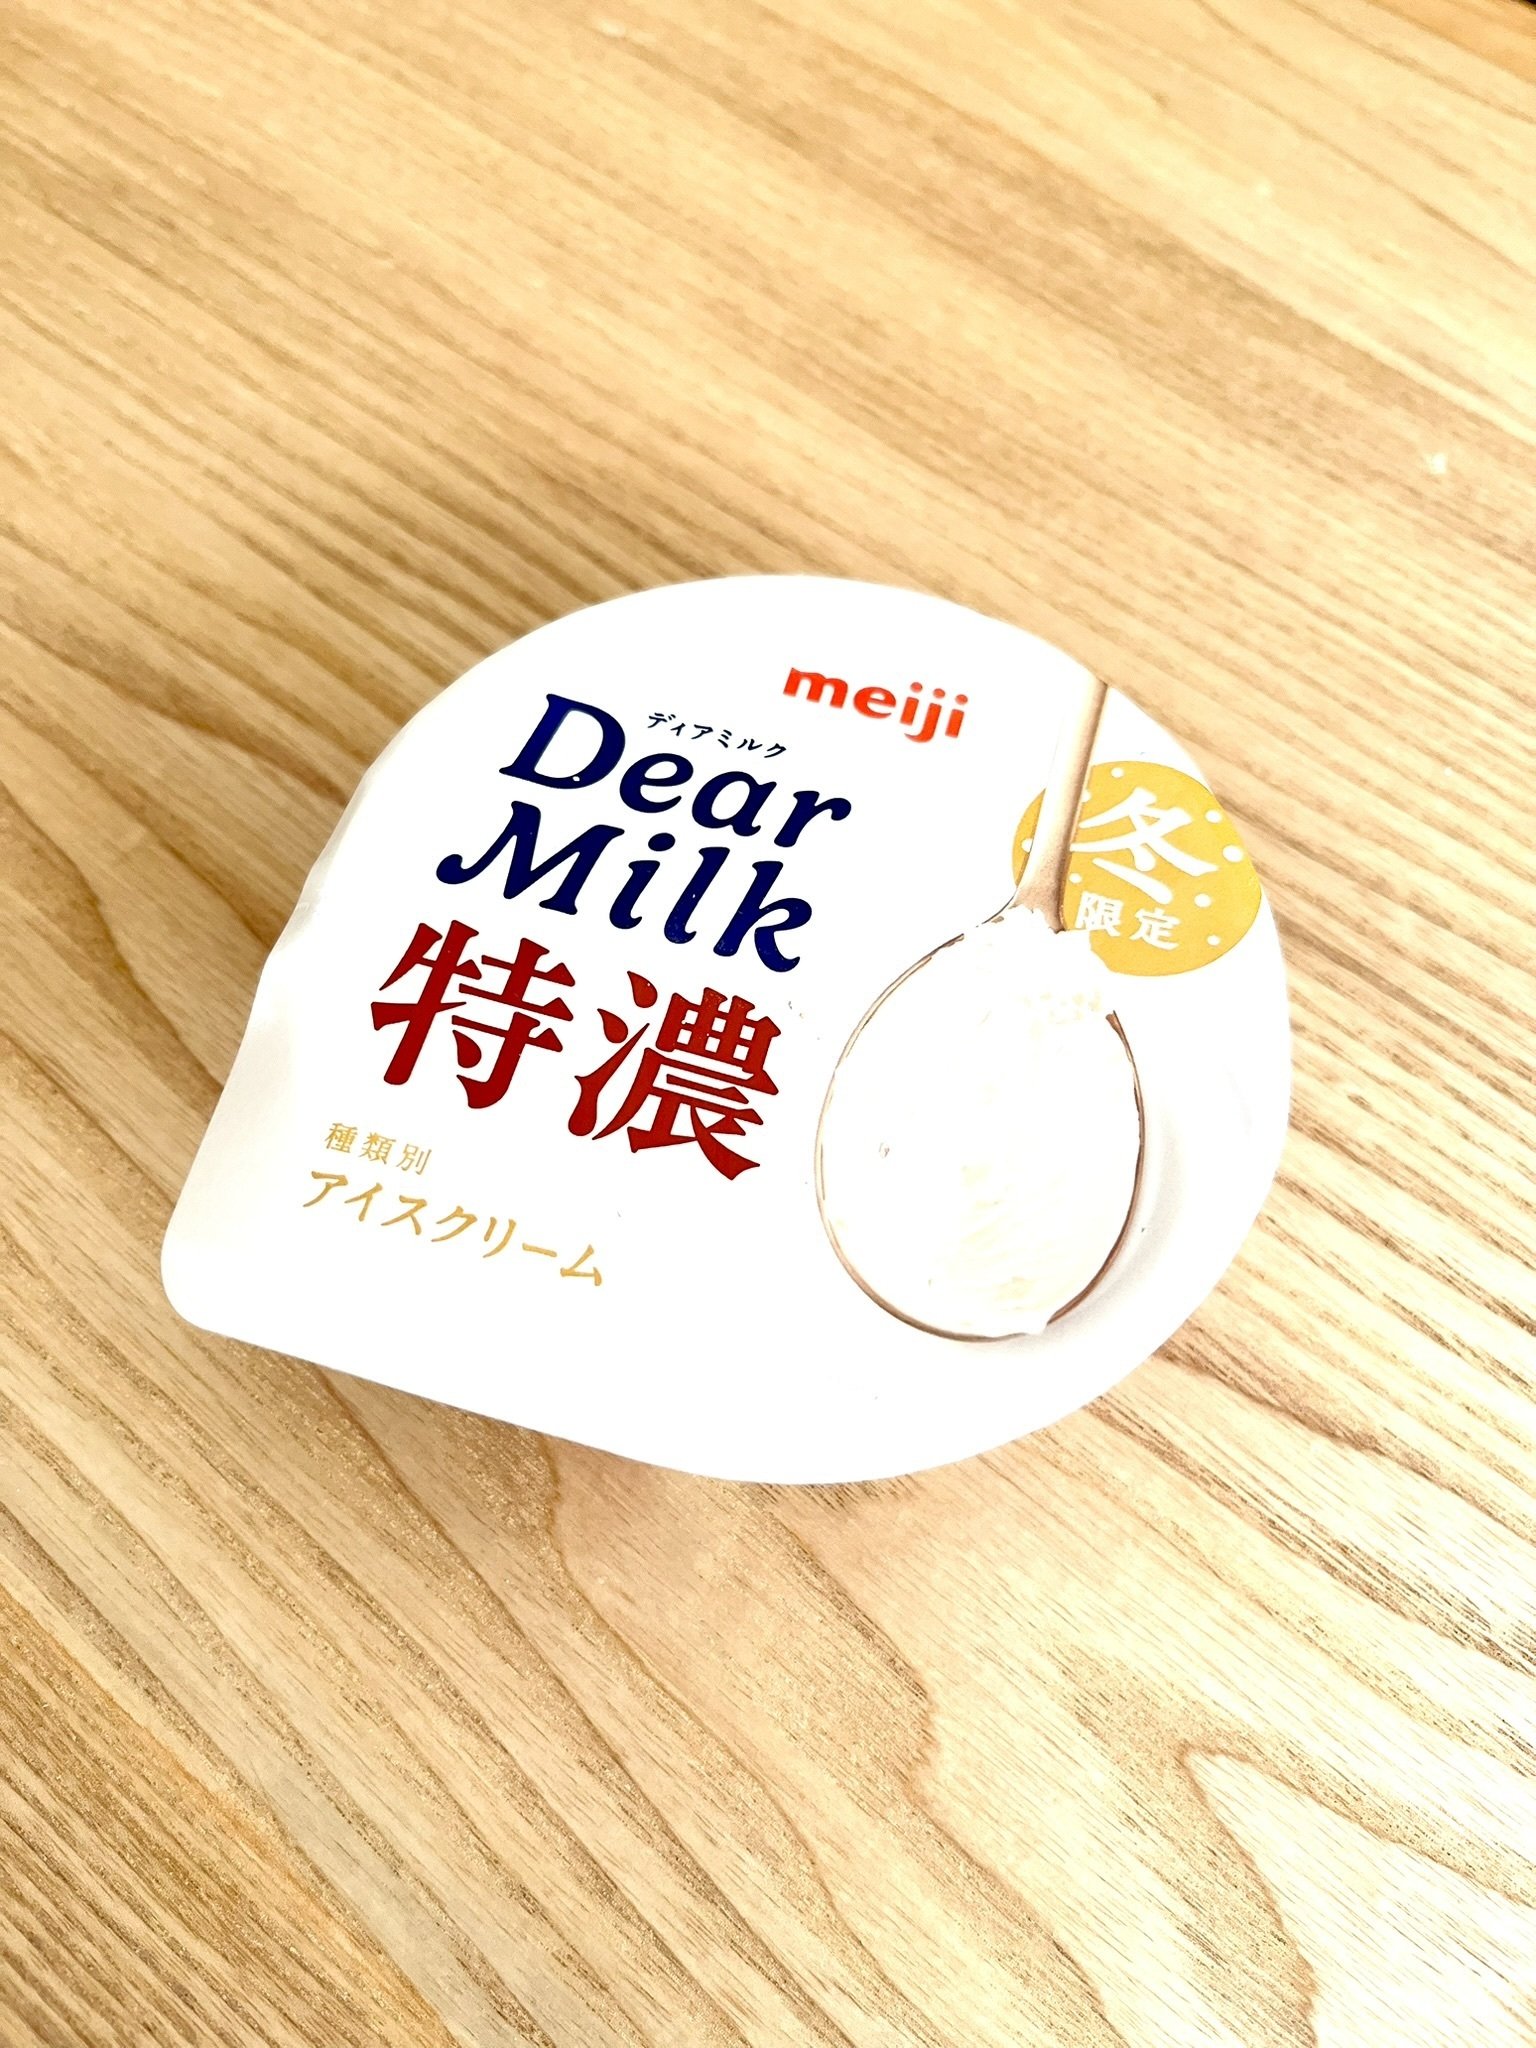 meiji
ディアミルク
Dear
Milk
特濃
種類別
アイスクリーム
冬
限定